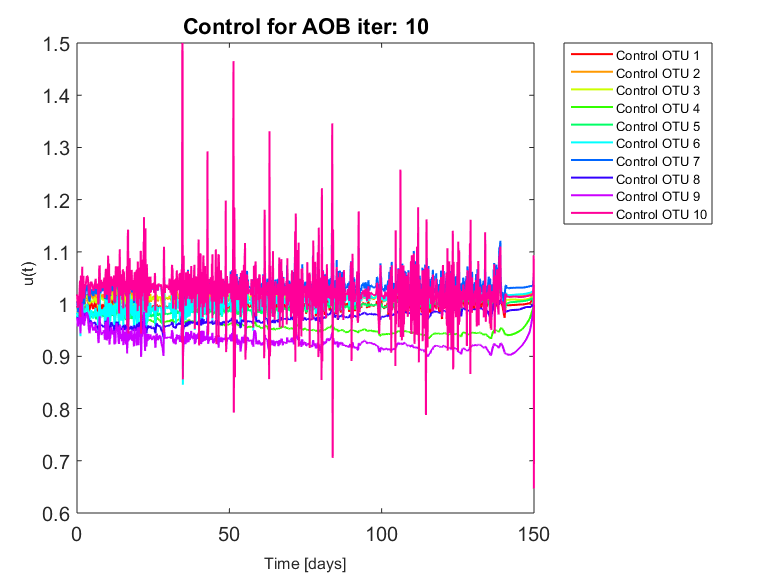 Control for AOB iter: 10
1.5
1.4
1.3
1.2
1.1
1
0.9
0.8
0.7
0.6
u(t)
0
50
100
150
Time [days]
Control OTU 1
Control OTU 2
Control OTU 3
Control OTU 4
Control OTU 5
Control OTU 6
Control OTU 7
Control OTU 8
Control OTU 9
Control OTU 10